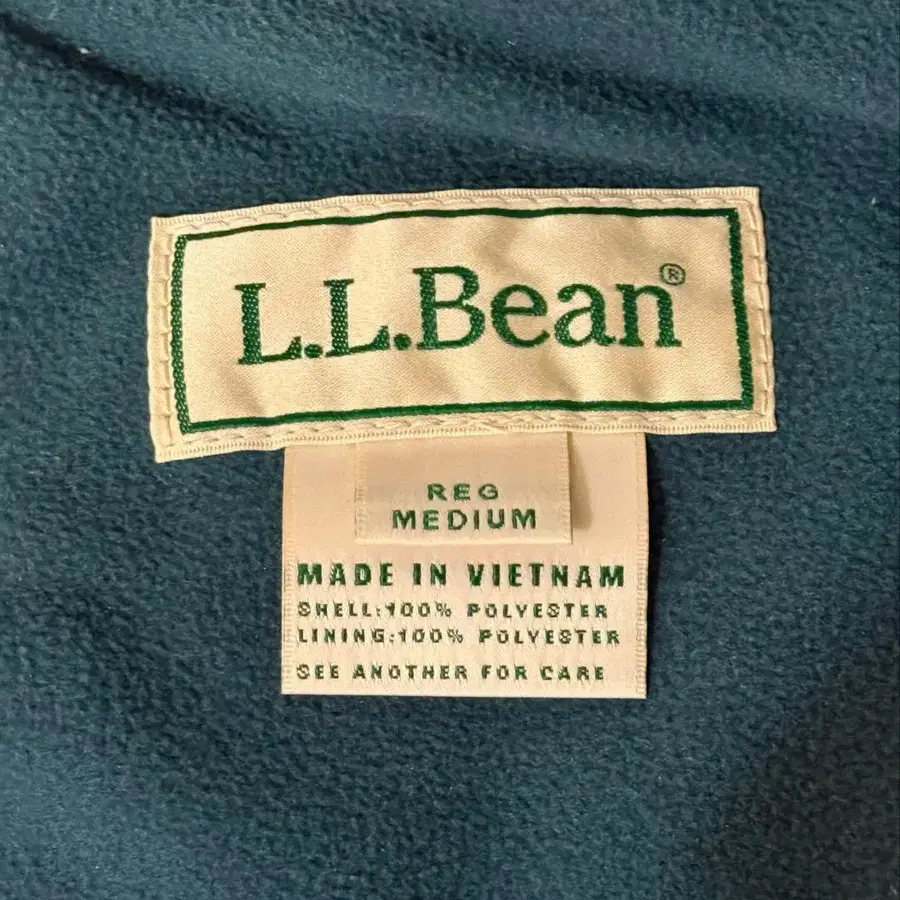 L.L.Bean®
REG
MEDIUM
MADE IN VIETNAM
SHELL:100% POLYESTER
LINING:100% POLYESTER
SEE ANOTHER FOR CARE